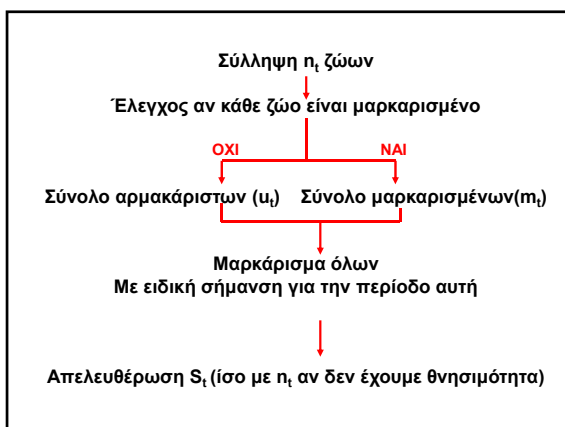 Σύλληψη nt ζώων
Έλεγχος αν κάθε ζώο είναι μαρκαρισμένο
ΟΧΙ ΝΑΙ
Σύνολο αρμακάριστων (ut) Σύνολο μαρκαρισμένων(mt)
Μαρκάρισμα όλων
Με ειδική σήμανση για την περίοδο αυτή
Απελευθέρωση St (ίσο με nt αν δεν έχουμε θνησιμότητα)